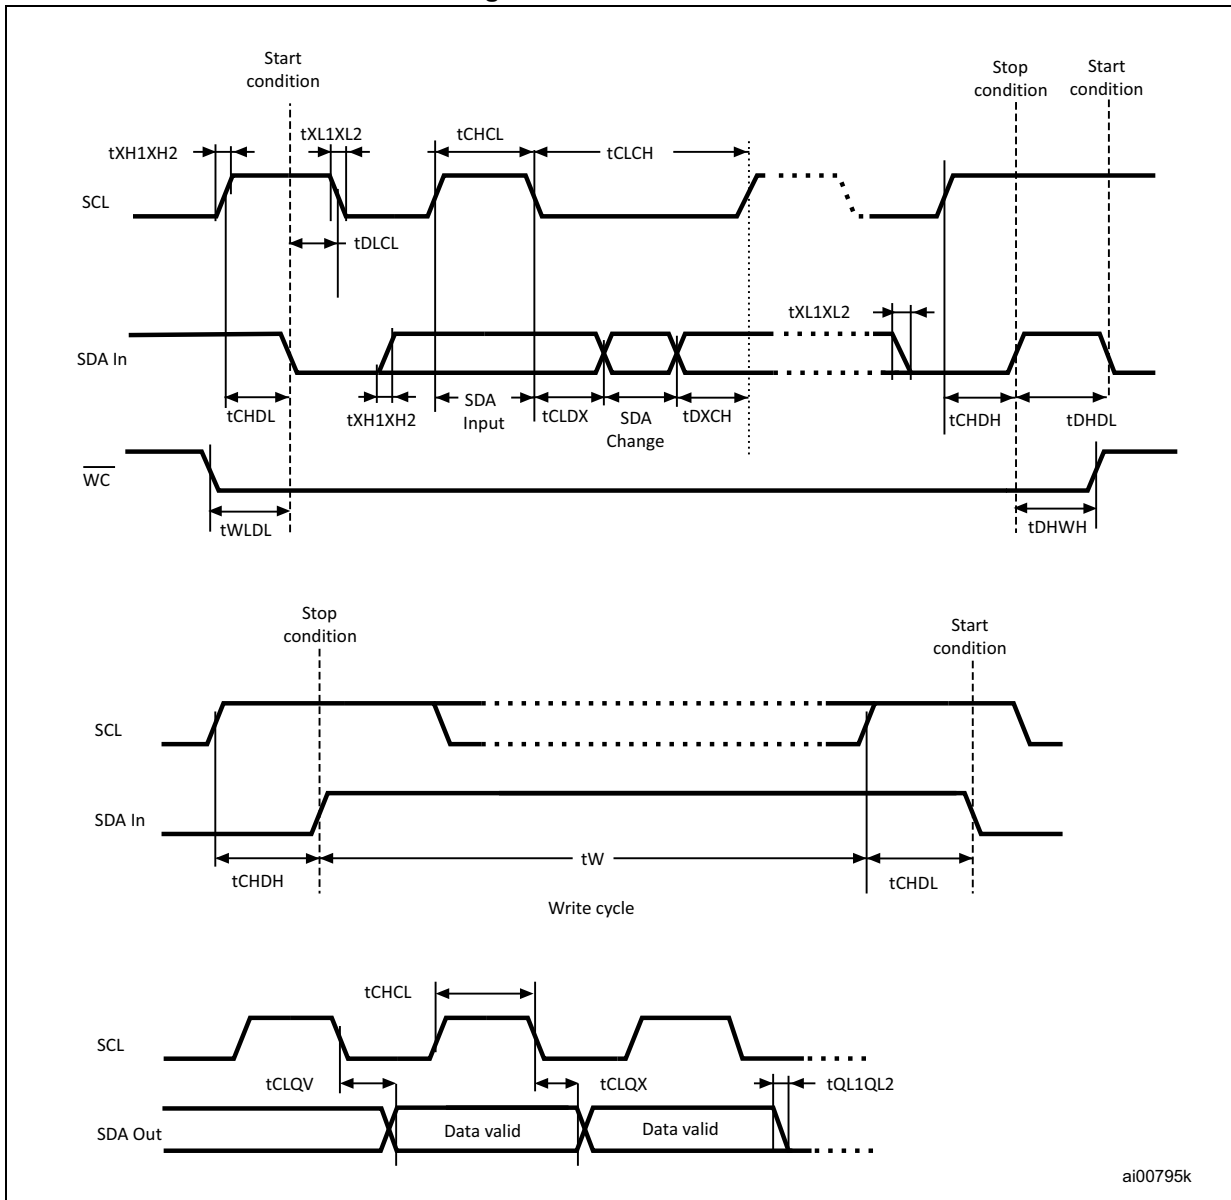 Start
condition
Stop
condition
Start
condition
tXH1XH2
tXL1XL2
tCHCL
tCLCH
SCL
tDLCL
tXL1XL2
SDA In
tCHDL
tXH1XH2
SDA
Input
tCLDX
SDA
Change
tDXCH
tCHDH
tDHDL
WC
tWLDL
tDHWH
Stop
condition
Start
condition
SCL
SDA In
tCHDH
tW
tCHDL
Write cycle
tCHCL
SCL
tCLQV
tCLQX
tQL1QL2
SDA Out
Data valid
Data valid
ai00795k